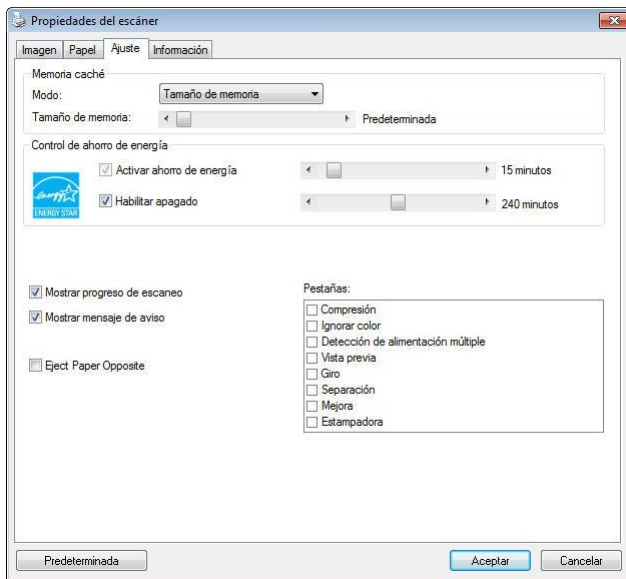 Propiedades del escáner
Imagen Papel Ajuste Información
Memoria caché
Modo: Tamaño de memoria
Tamaño de memoria: Predeterminada
Control de ahorro de energía
Activar ahorro de energía 15 minutos
energy
ENERGY STAR
Habilitar apagado 240 minutos
Mostrar progreso de escaneo
Mostrar mensaje de aviso
Eject Paper Opposite
Pestañas:
Compresión
Ignorar color
Detección de alimentación múltiple
Vista previa
Giro
Separación
Mejora
Estampadora
Predeterminada Aceptar Cancelar